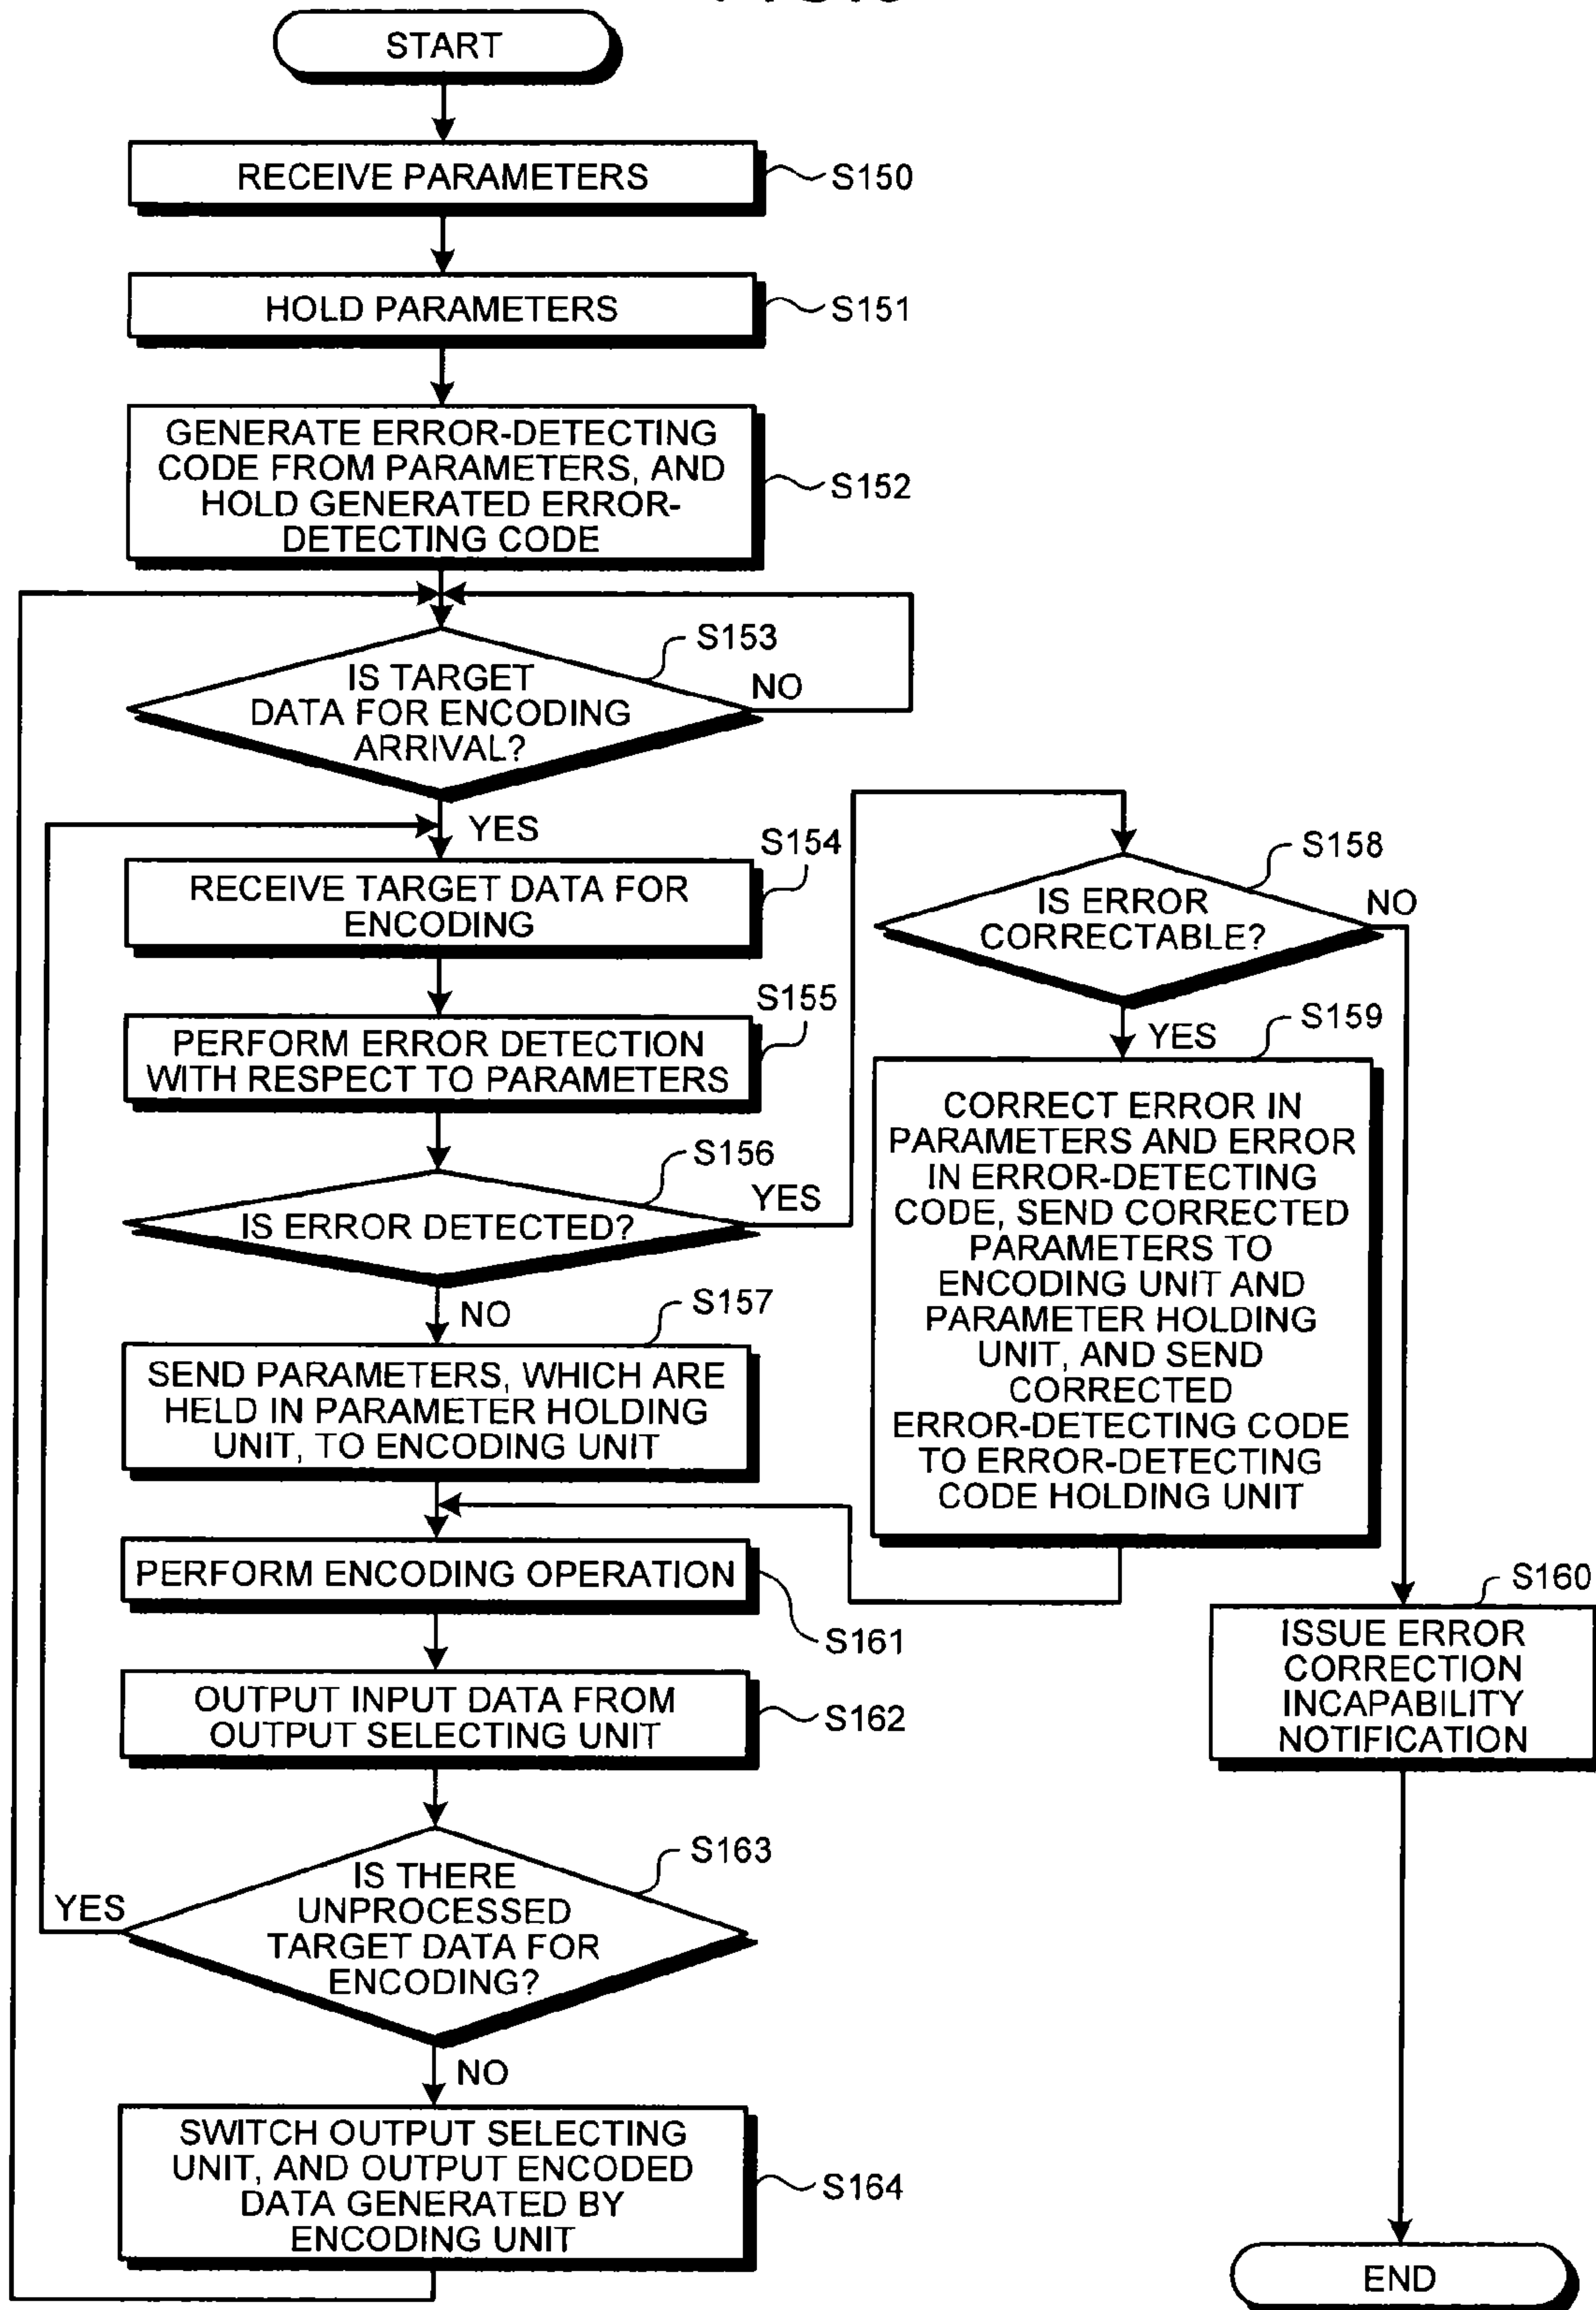 START
RECEIVE PARAMETERS
S150
HOLD PARAMETERS
S151
GENERATE ERROR-DETECTING
CODE FROM PARAMETERS, AND
HOLD GENERATED ERROR-
DETECTING CODE
S152
S153
IS TARGET
DATA FOR ENCODING
ARRIVAL?
NO
YES
S154
RECEIVE TARGET DATA FOR
ENCODING
S155
PERFORM ERROR DETECTION
WITH RESPECT TO PARAMETERS
S156
IS ERROR DETECTED?
YES
NO
S157
SEND PARAMETERS, WHICH ARE
HELD IN PARAMETER HOLDING
UNIT, TO ENCODING UNIT
S158
IS ERROR
CORRECTABLE?
NO
YES
S159
CORRECT ERROR IN
PARAMETERS AND ERROR
IN ERROR-DETECTING
CODE, SEND CORRECTED
PARAMETERS TO
ENCODING UNIT AND
PARAMETER HOLDING
UNIT, AND SEND
CORRECTED
ERROR-DETECTING CODE
TO ERROR-DETECTING
CODE HOLDING UNIT
PERFORM ENCODING OPERATION
S161
S160
ISSUE ERROR
CORRECTION
INCAPABILITY
NOTIFICATION
OUTPUT INPUT DATA FROM
OUTPUT SELECTING UNIT
S162
S163
IS THERE
UNPROCESSED
TARGET DATA FOR
ENCODING?
YES
NO
SWITCH OUTPUT SELECTING
UNIT, AND OUTPUT ENCODED
DATA GENERATED BY
ENCODING UNIT
S164
END